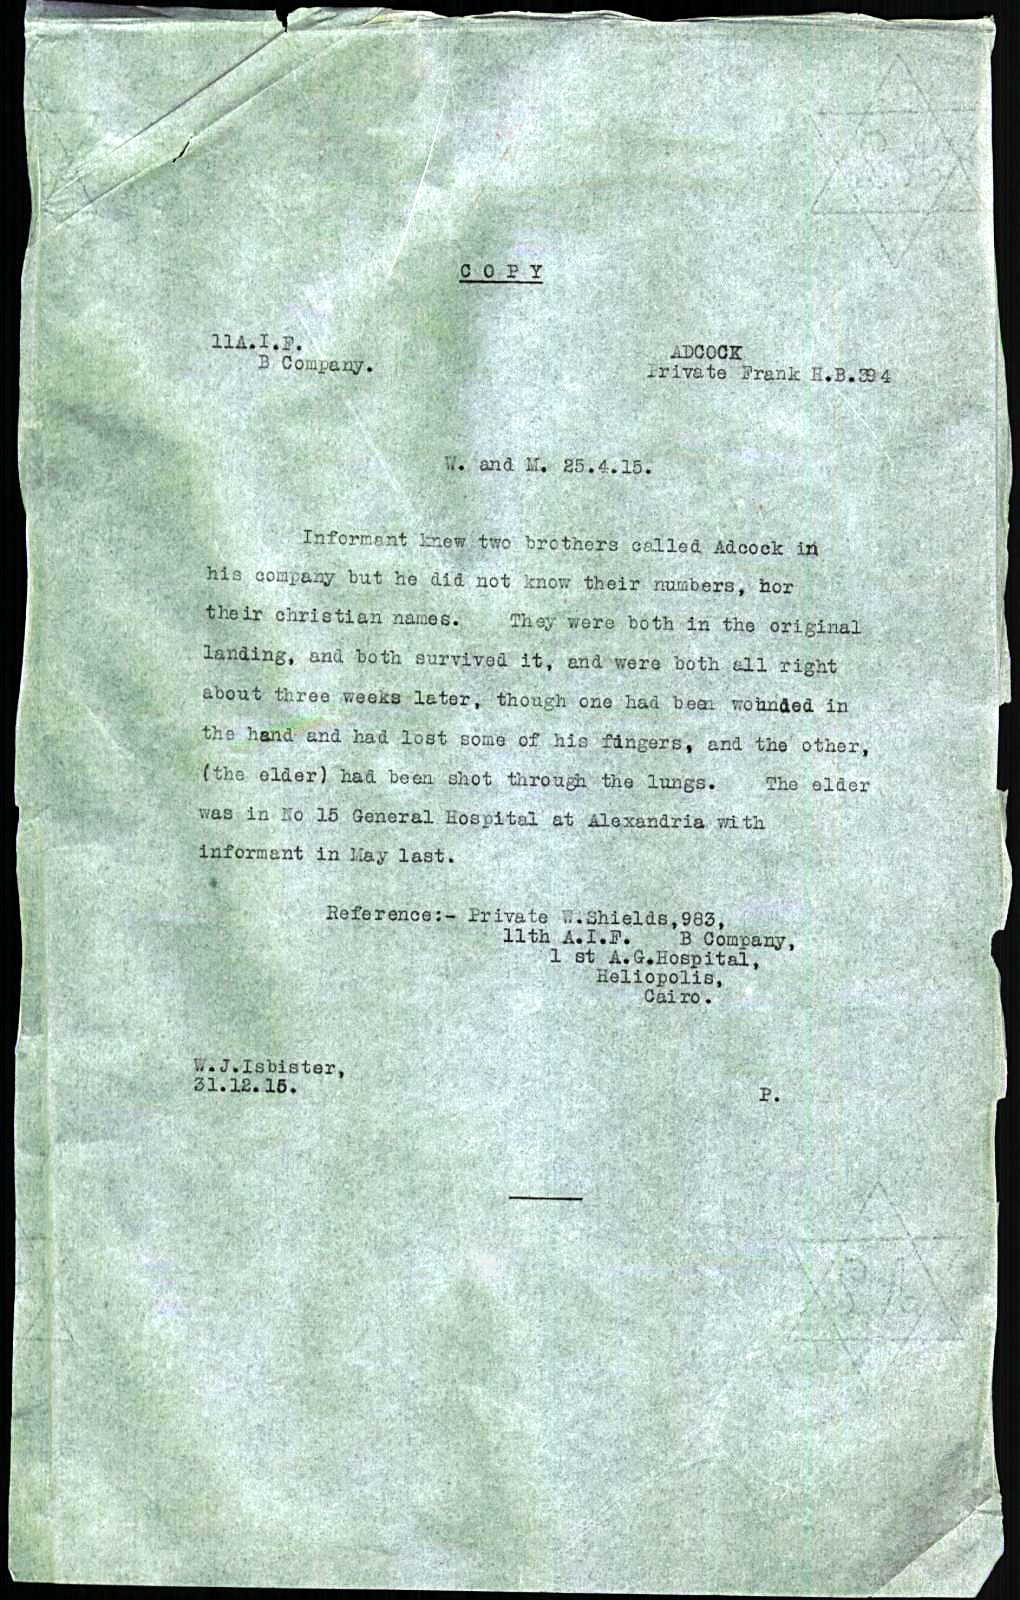 COPY
11A.I.F.
B Company.
ADCOCK
Private Frank H.B.394
W. and M. 25.4.15.
Informant knew two brothers called Adcock in
his company but he did not know their numbers, nor
their christian names. They were both in the original
landing, and both survived it, and were both all right
about three weeks later, though one had been wounded in
the hand and had lost some of his fingers, and the other,
(the elder) had been shot through the lungs. The elder
was in No 15 General Hospital at Alexandria with
informant in May last.
Reference:- Private W.Shields,983,
11th A.I.F. B Company,
1 st A.G.Hospital,
Heliopolis,
Cairo.
W.J.Isbister,
31.12.15.
P.